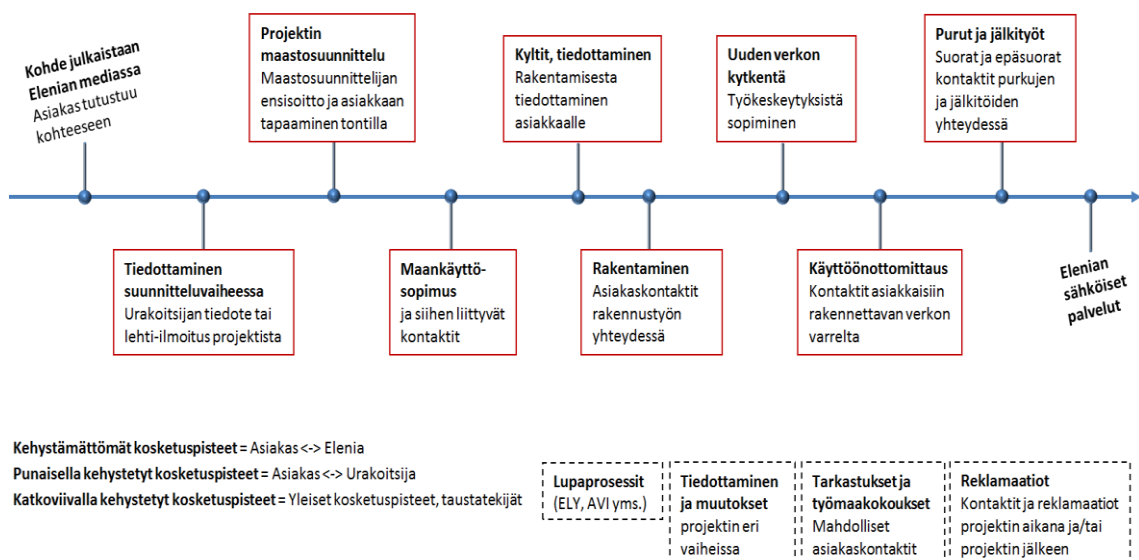 Kohde julkaistaan
Elenian mediassa
Asiakas tutustuu
kohteeseen
Projektin
maastosuunnittelu
Maastosuunnittelijan
ensisoitto ja asiakkaan
tapaaminen tontilla
Kyltit, tiedottaminen
Rakentamisesta
tiedottaminen
asiakkaalle
Uuden verkon
kytkentä
Työkeskeytyksistä
sopiminen
Purut ja jälkityöt
Suorat ja epäsuorat
kontaktit purkujen
ja jälkitöiden
yhteydessä
Tiedottaminen
suunnitteluvaiheessa
Urakoitsijan tiedote tai
lehti-ilmoitus projektista
Maankäyttö-
sopimus
ja siihen liittyvät
kontaktit
Rakentaminen
Asiakaskontaktit
rakennustyön
yhteydessä
Käyttöönottomittaus
Kontaktit asiakkaisiin
rakennettavan verkon
varrelta
Elenian
sähköiset
palvelut
Kehystämättömät kosketuspisteet = Asiakas <-> Elenia
Punaisella kehystetyt kosketuspisteet = Asiakas <-> Urakoitsija
Katkoviivalla kehystetyt kosketuspisteet = Yleiset kosketuspisteet, taustatekijät
Lupaprosessit
(ELY, AVI yms.)
Tiedottaminen
ja muutokset
projektin eri
vaiheissa
Tarkastukset ja
työmaakokoukset
Mahdolliset
asiakaskontaktit
Reklamaatiot
Kontaktit ja reklamaatiot
projektin aikana ja/tai
projektin jälkeen